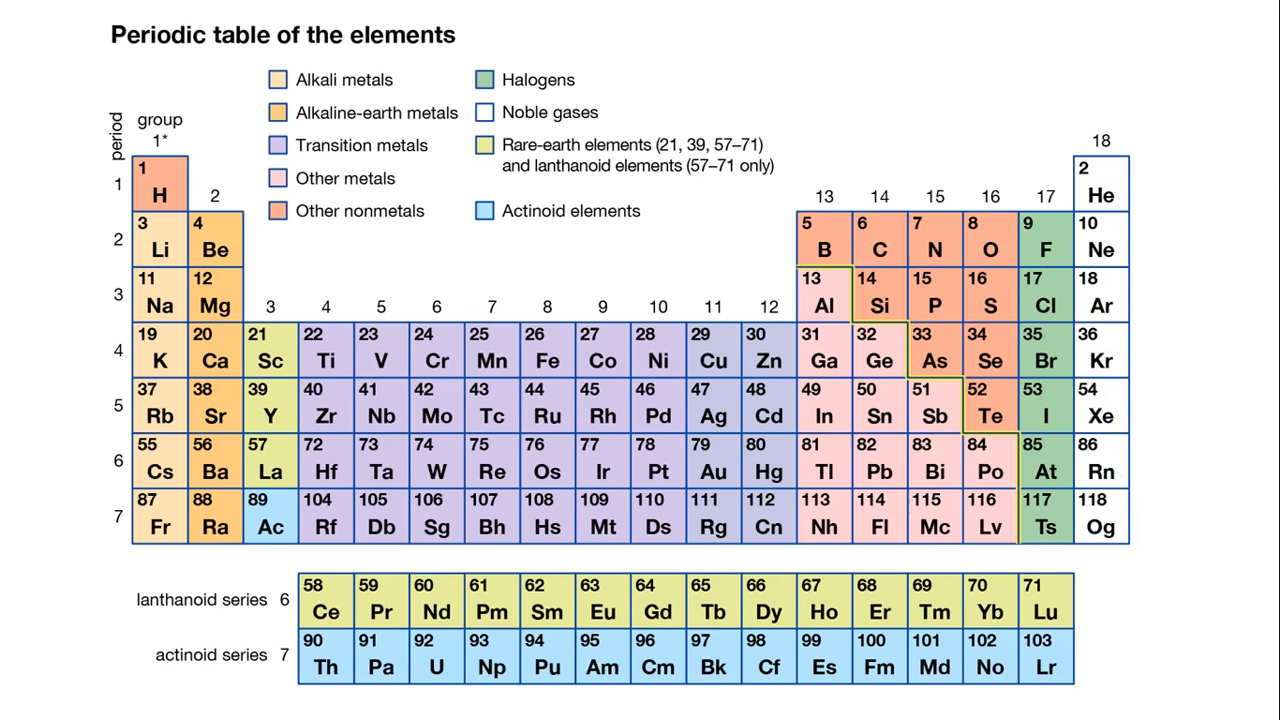 Periodic table of the elements
Alkali metals
Alkaline-earth metals
Transition metals
Other metals
Other nonmetals
Halogens
Noble gases
Rare-earth elements (21, 39, 57–71)
and lanthanoid elements (57–71 only)
Actinoid elements
period
group
1* 18
1 2
1 H He
2 13 14 15 16 17
3 4 5 6 7 8 9 10
2 Li Be B C N O F Ne
11 12 13 14 15 16 17 18
3 Na Mg Al Si P S Cl Ar
3 4 5 6 7 8 9 10 11 12
19 20 21 22 23 24 25 26 27 28 29 30 31 32 33 34 35 36
4 K Ca Sc Ti V Cr Mn Fe Co Ni Cu Zn Ga Ge As Se Br Kr
37 38 39 40 41 42 43 44 45 46 47 48 49 50 51 52 53 54
5 Rb Sr Y Zr Nb Mo Tc Ru Rh Pd Ag Cd In Sn Sb Te I Xe
55 56 57 72 73 74 75 76 77 78 79 80 81 82 83 84 85 86
6 Cs Ba La Hf Ta W Re Os Ir Pt Au Hg Tl Pb Bi Po At Rn
87 88 89 104 105 106 107 108 109 110 111 112 113 114 115 116 117 118
7 Fr Ra Ac Rf Db Sg Bh Hs Mt Ds Rg Cn Nh Fl Mc Lv Ts Og
58 59 60 61 62 63 64 65 66 67 68 69 70 71
lanthanoid series 6 Ce Pr Nd Pm Sm Eu Gd Tb Dy Ho Er Tm Yb Lu
90 91 92 93 94 95 96 97 98 99 100 101 102 103
actinoid series 7 Th Pa U Np Pu Am Cm Bk Cf Es Fm Md No Lr